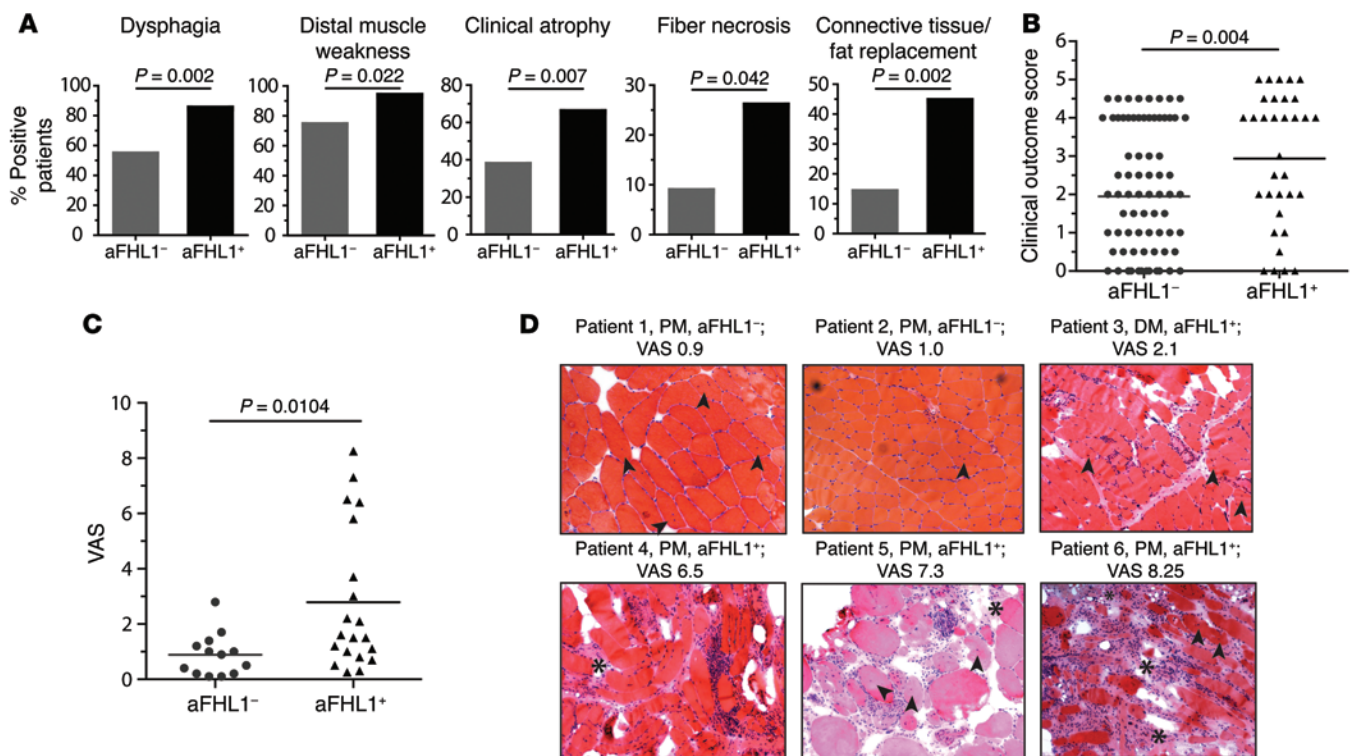 A
Dysphagia
Distal muscle
weakness
Clinical atrophy
Fiber necrosis
Connective tissue/
fat replacement
% Positive
patients
P = 0.002
100
80
60
40
20
0
aFHL1⁻ aFHL1⁺
P = 0.022
100
80
60
40
20
0
aFHL1⁻ aFHL1⁺
P = 0.007
80
60
40
20
0
aFHL1⁻ aFHL1⁺
P = 0.042
30
20
10
0
aFHL1⁻ aFHL1⁺
P = 0.002
50
40
30
20
10
0
aFHL1⁻ aFHL1⁺
B
Clinical outcome score
P = 0.004
6
5
4
3
2
1
0
aFHL1⁻ aFHL1⁺
C
VAS
P = 0.0104
10
8
6
4
2
0
aFHL1⁻ aFHL1⁺
D
Patient 1, PM, aFHL1⁻;
VAS 0.9
Patient 2, PM, aFHL1⁻;
VAS 1.0
Patient 3, DM, aFHL1⁺;
VAS 2.1
Patient 4, PM, aFHL1⁺;
VAS 6.5
*
Patient 5, PM, aFHL1⁺;
VAS 7.3
*
Patient 6, PM, aFHL1⁺;
VAS 8.25
*
*
*